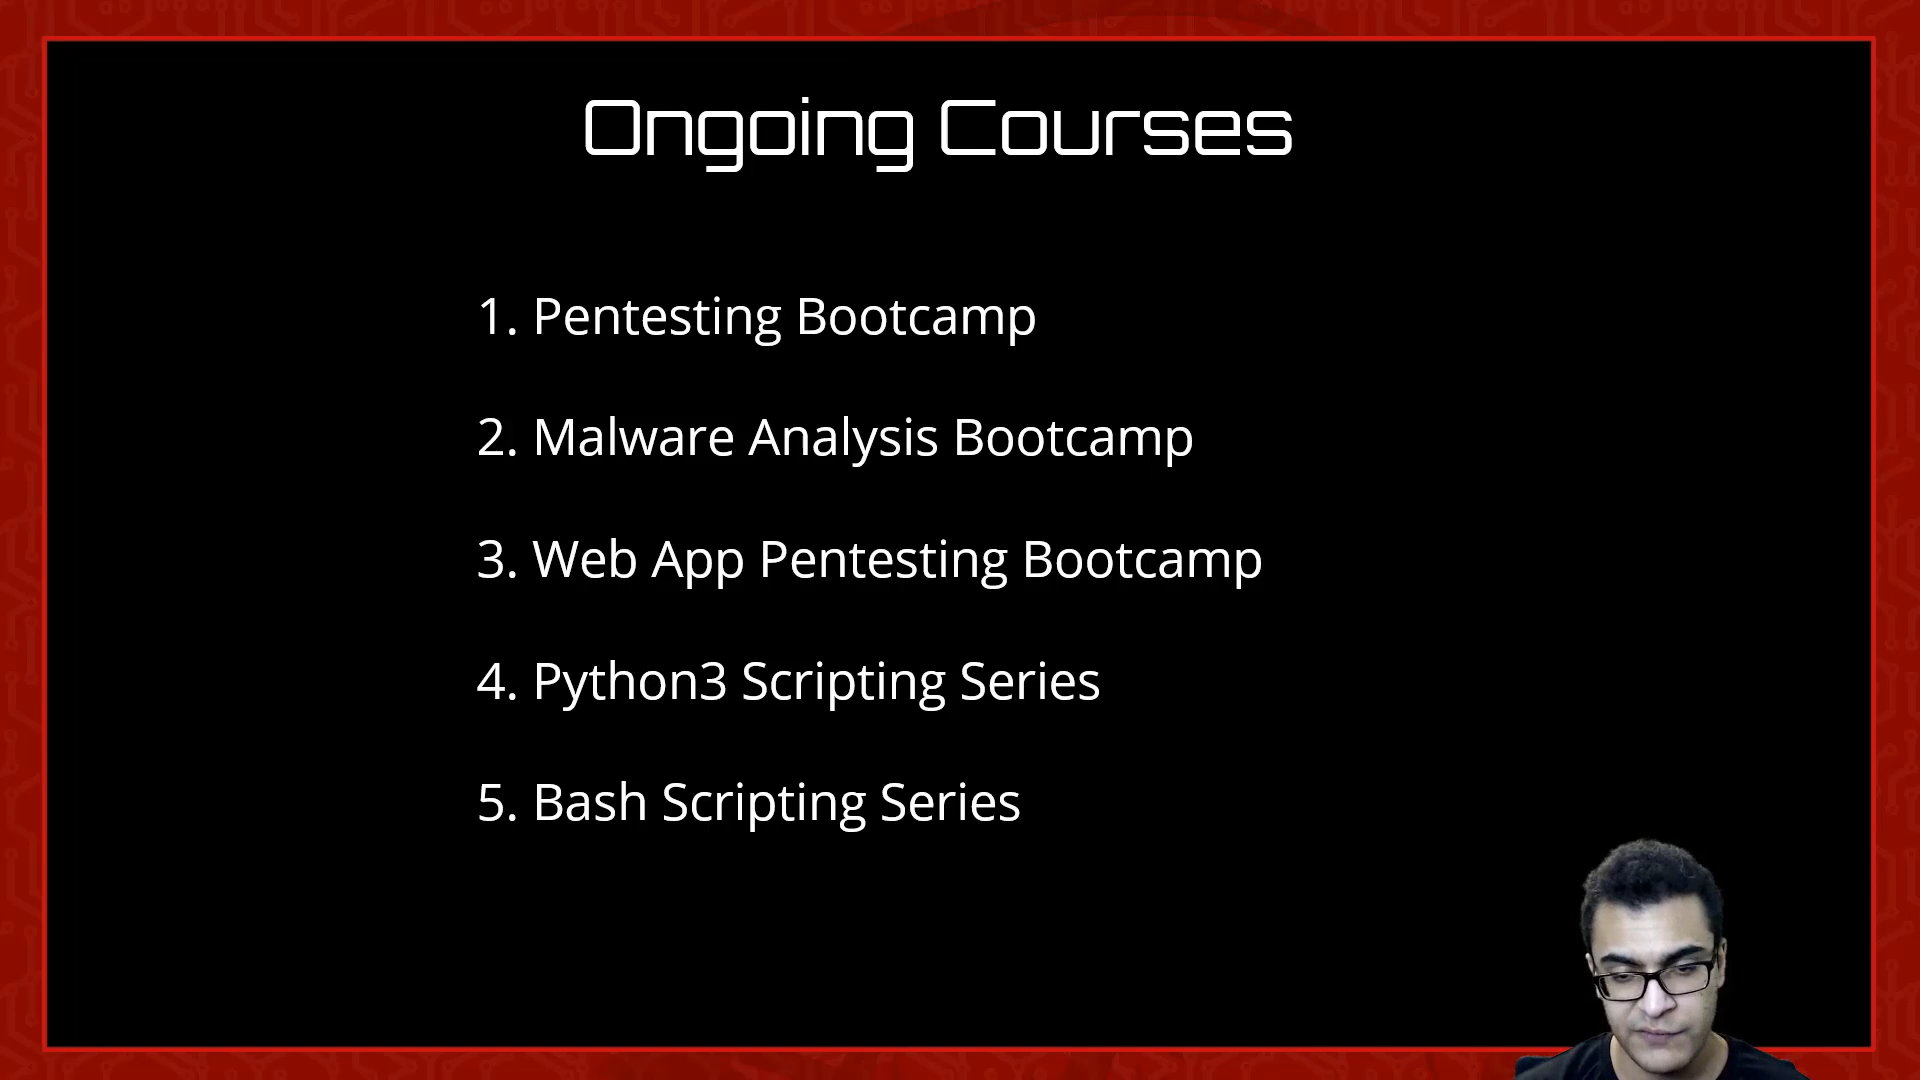 Ongoing Courses
1. Pentesting Bootcamp
2. Malware Analysis Bootcamp
3. Web App Pentesting Bootcamp
4. Python3 Scripting Series
5. Bash Scripting Series